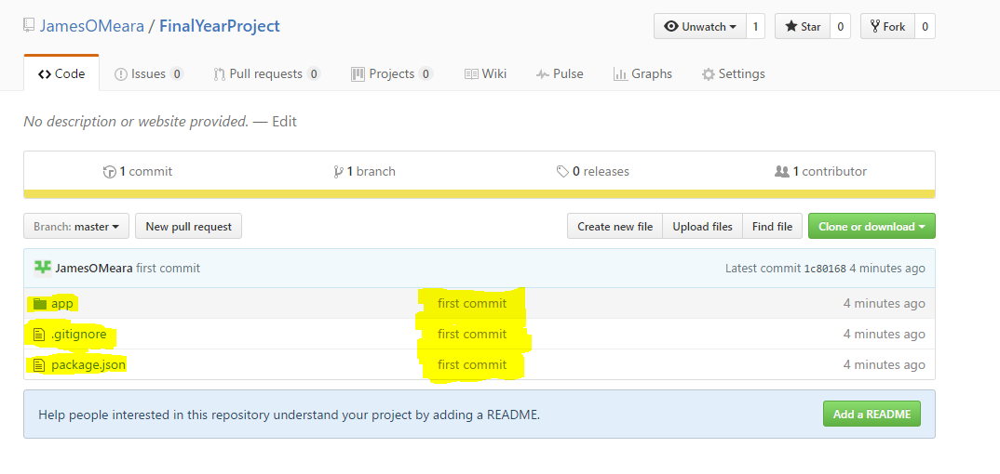 JamesOMeara / FinalYearProject
Unwatch 1 Star 0 Fork 0
Code Issues 0 Pull requests 0 Projects 0 Wiki Pulse Graphs Settings
No description or website provided. — Edit
1 commit 1 branch 0 releases 1 contributor
Branch: master New pull request Create new file Upload files Find file Clone or download
JamesOMeara first commit Latest commit 1c80168 4 minutes ago
app first commit 4 minutes ago
.gitignore first commit 4 minutes ago
package.json first commit 4 minutes ago
Help people interested in this repository understand your project by adding a README. Add a README